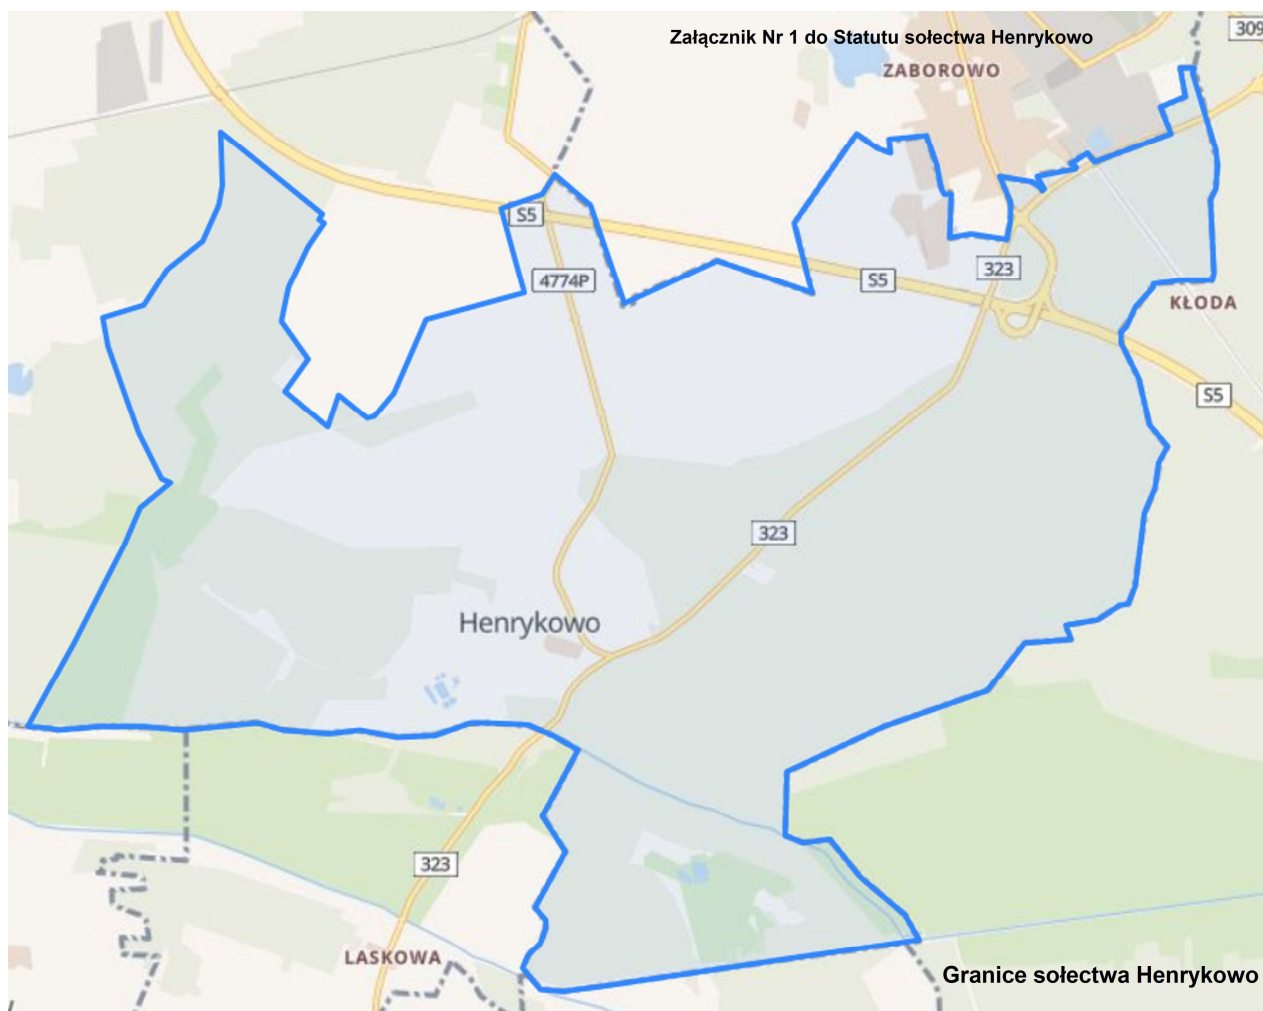 309
Załącznik Nr 1 do Statutu sołectwa Henrykowo
ZABOROWO
S5
323
4774P
S5
KŁODA
S5
323
Henrykowo
323
LASKOWA
Granice sołectwa Henrykowo